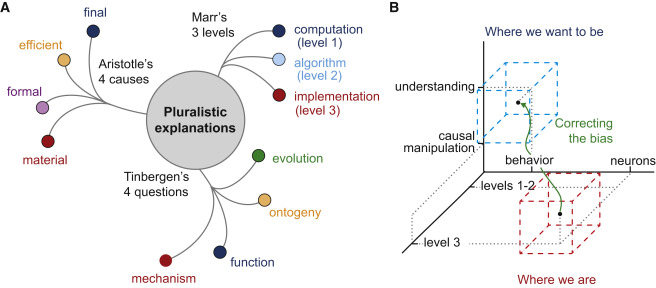 A
final
efficient
Aristotle's
4 causes
formal
material
Marr's
3 levels
computation
(level 1)
algorithm
(level 2)
implementation
(level 3)
Pluralistic
explanations
Tinbergen's
4 questions
evolution
ontogeny
function
mechanism
B
Where we want to be
understanding
Correcting
the bias
causal
manipulation
behavior
neurons
levels 1-2
level 3
Where we are